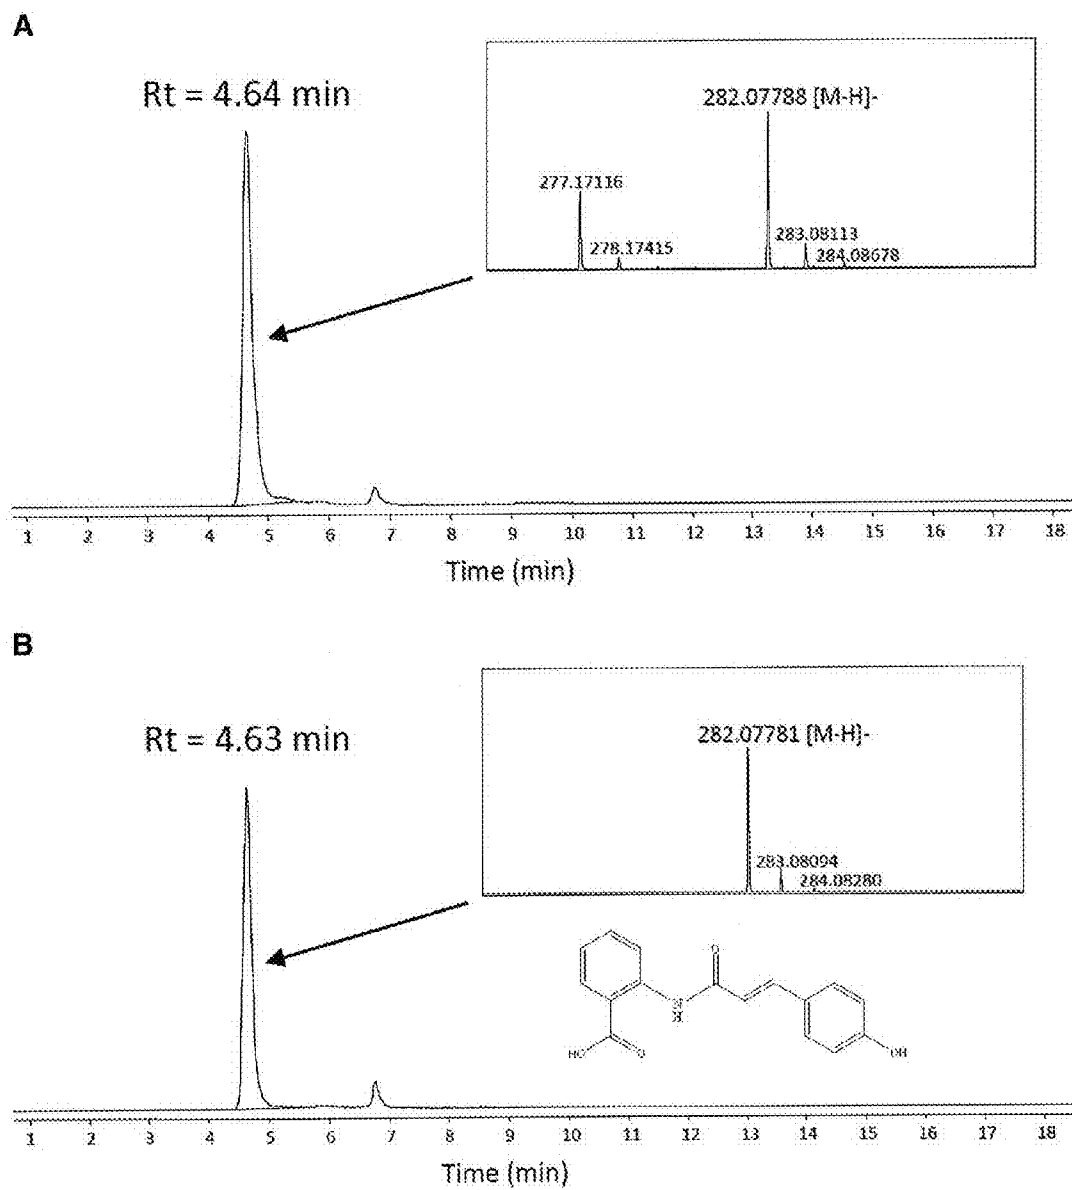 A
Rt = 4.64 min
282.07788 [M-H]-
277.17116
278.17415
283.08113
284.08678
1 2 3 4 5 6 7 8 9 10 11 12 13 14 15 16 17 18
Time (min)
B
Rt = 4.63 min
282.07781 [M-H]-
283.08094
284.08280
O
N
H
HO
O
OH
1 2 3 4 5 6 7 8 9 10 11 12 13 14 15 16 17 18
Time (min)